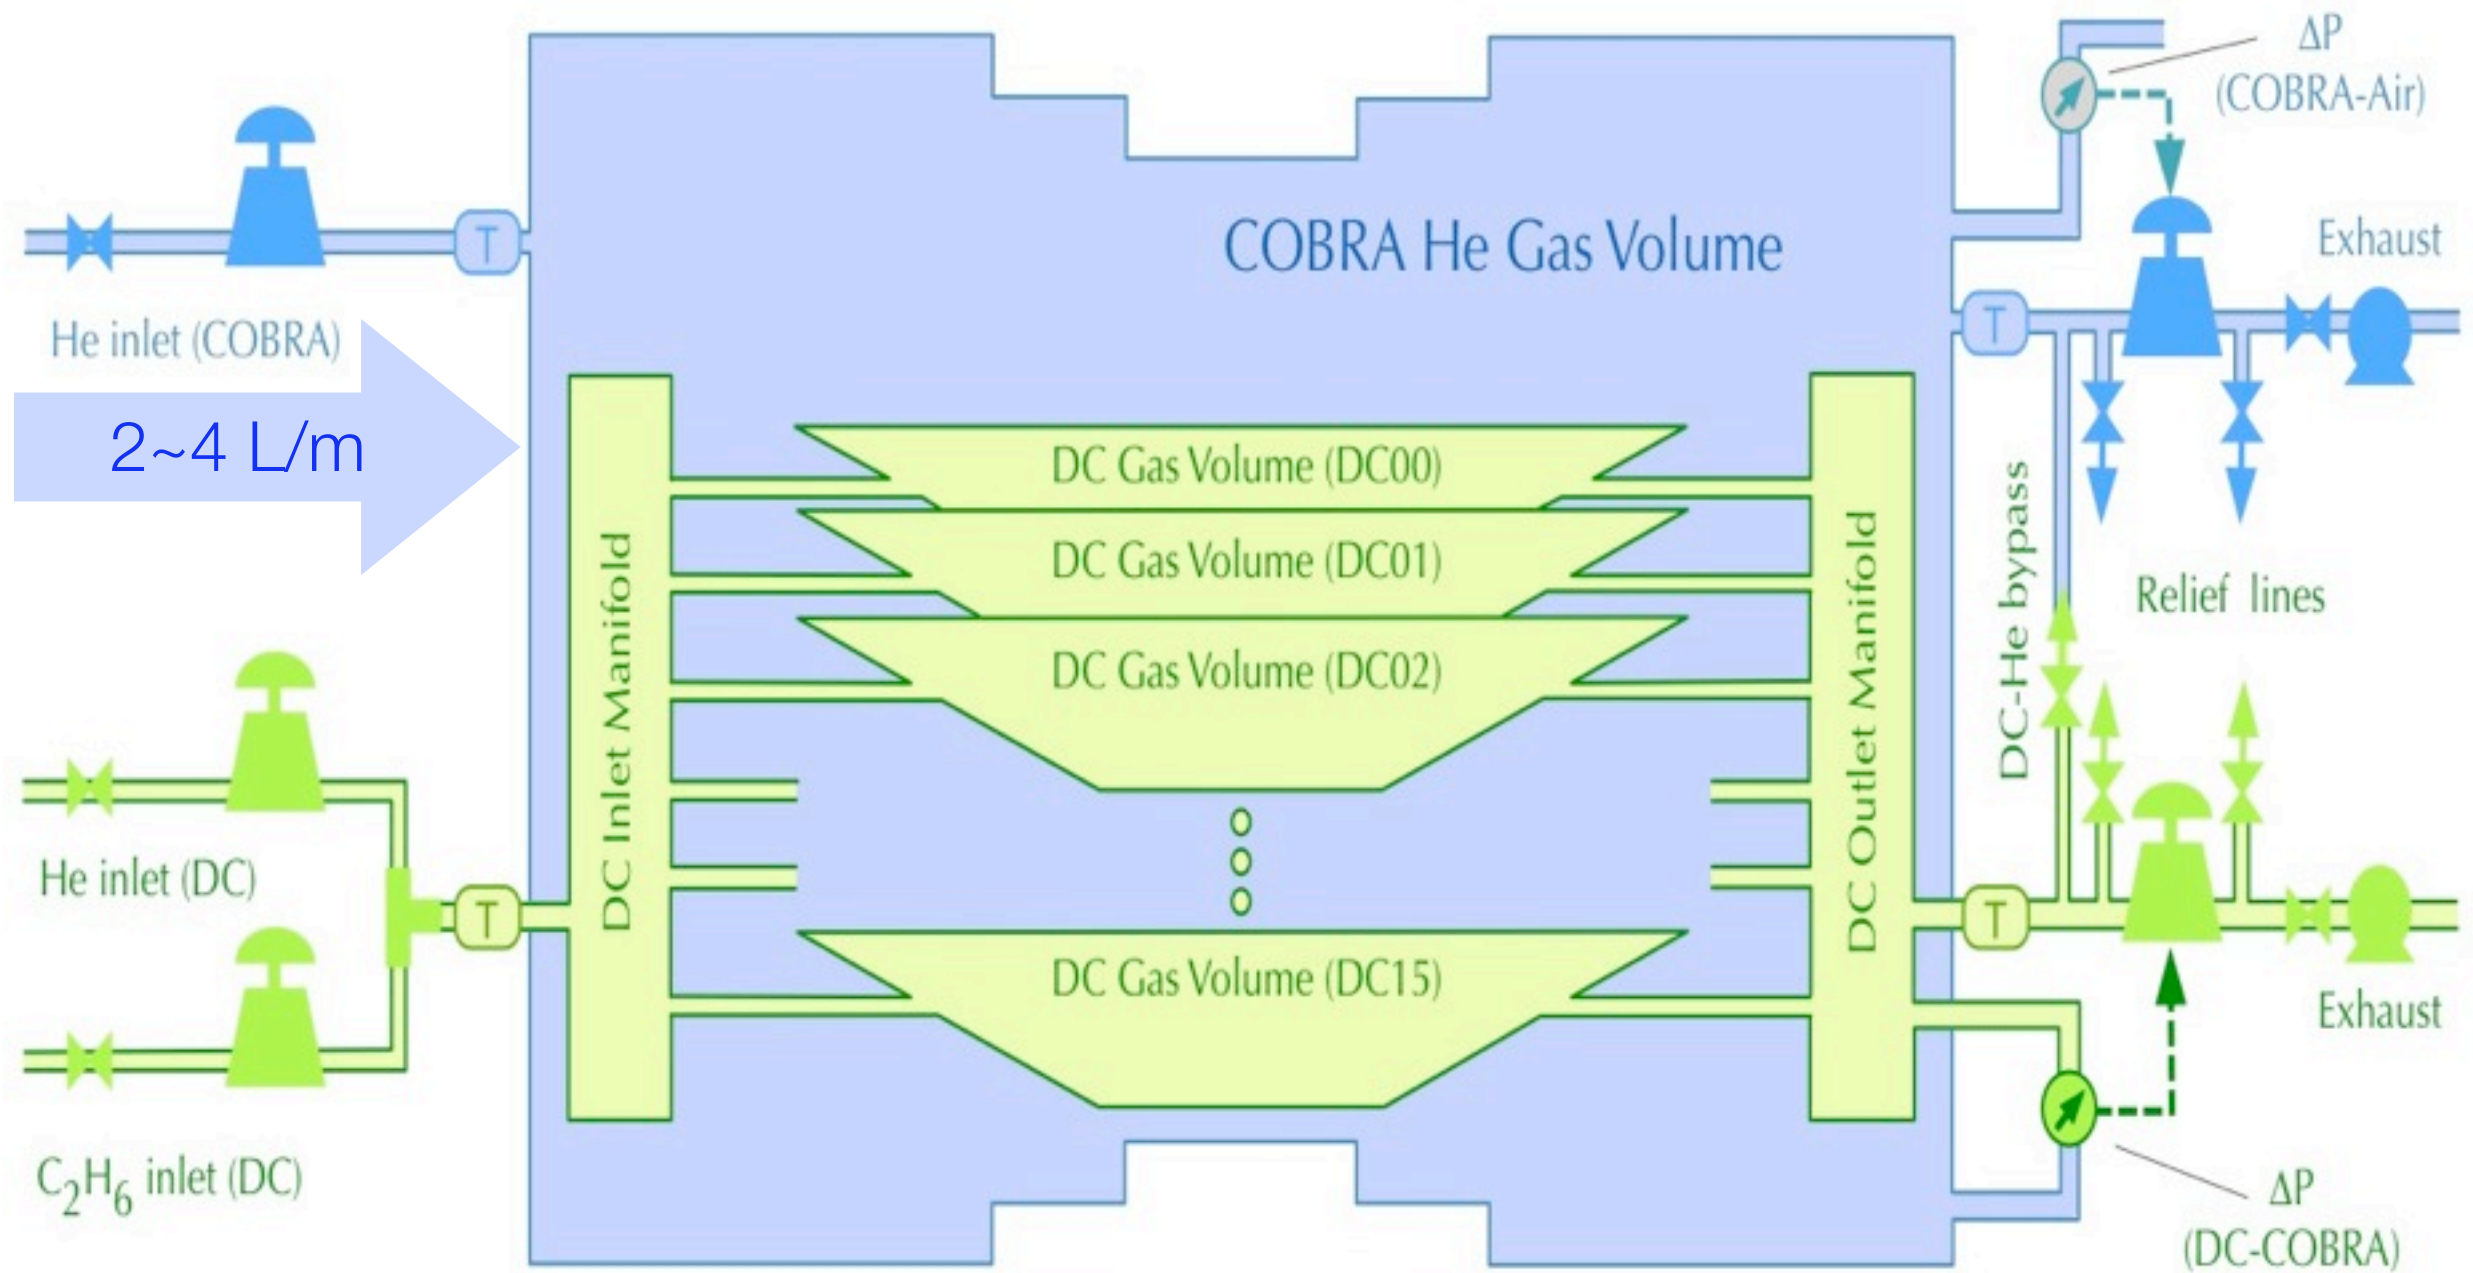 ΔP
(COBRA-Air)
T
COBRA He Gas Volume
Exhaust
T
He inlet (COBRA)
2~4 L/m
DC Gas Volume (DC00)
DC Gas Volume (DC01)
DC-He bypass
Relief lines
DC Inlet Manifold
DC Gas Volume (DC02)
DC Outlet Manifold
He inlet (DC)
T
T
DC Gas Volume (DC15)
Exhaust
C₂H₆ inlet (DC)
ΔP
(DC-COBRA)